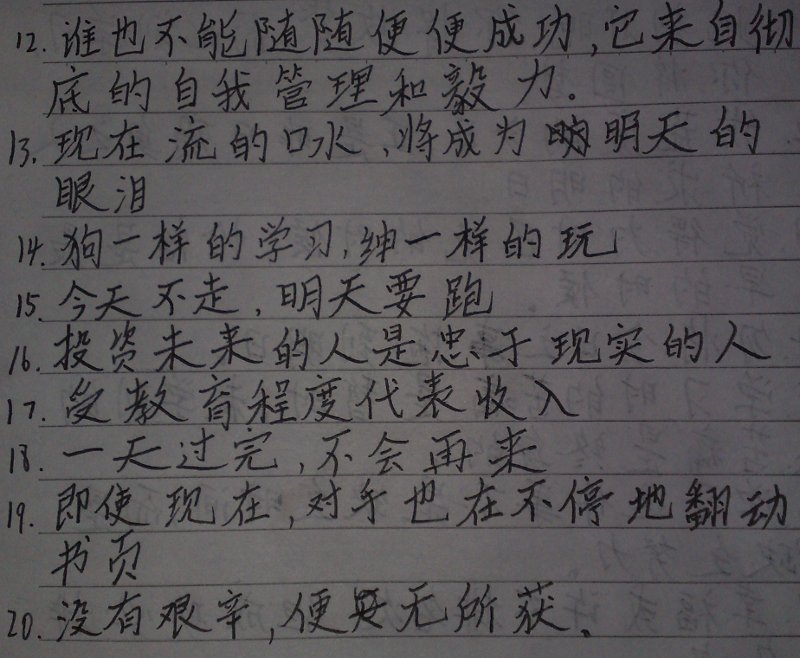 12. 谁也不能随随便便成功,它来自彻
底的自我管理和毅力。
13. 现在流的口水,将成为明天的
眼泪
14. 狗一样的学习,绅一样的玩
15. 今天不走,明天要跑
16. 投资未来的人是忠于现实的人
17. 受教育程度代表收入
18. 一天过完,不会再来
19. 即使现在,对手也在不停地翻动
书页
20. 没有艰辛,便无所获。